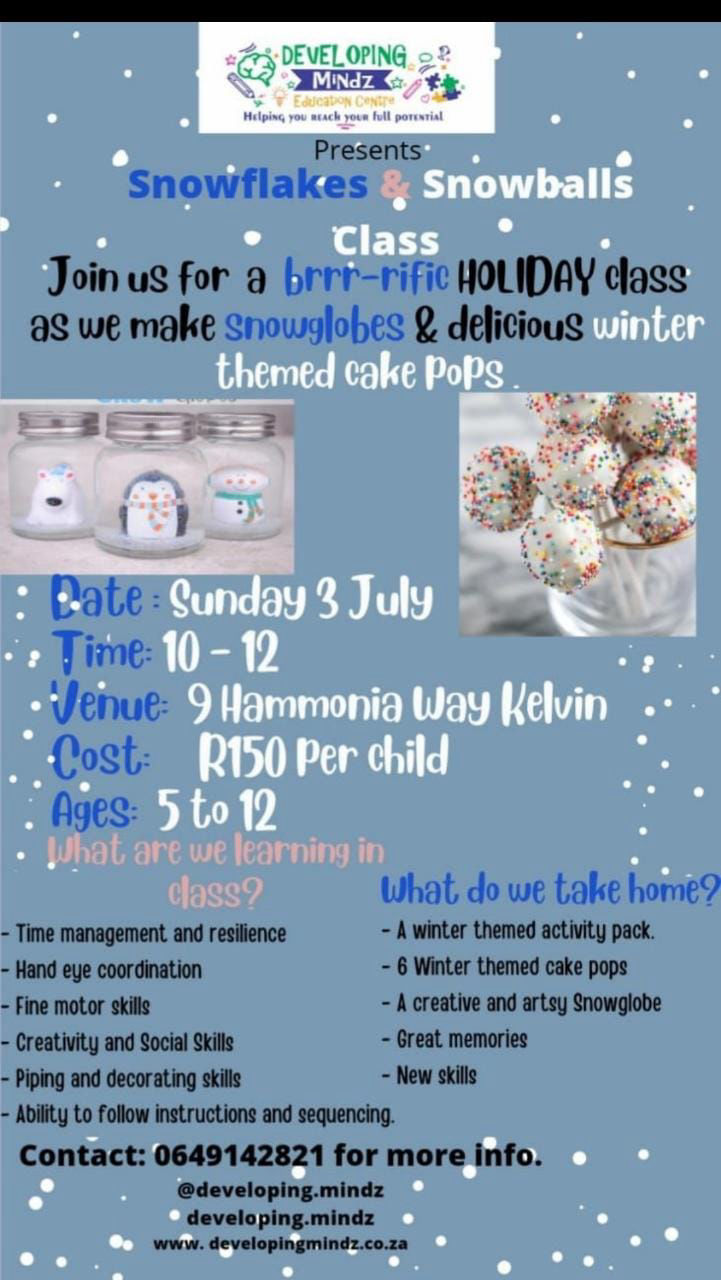 DEVELOPING
MiNdz
Education Centre
Helping you reach your full potential
Presents
Snowflakes & Snowballs
Class
Join us for a brrr-rific HOLIDAY class
as we make snowglobes & delicious winter
themed cake pops .
Date : Sunday 3 July
Time: 10 - 12
Venue: 9 Hammonia Way Kelvin
Cost: R150 Per child
Ages: 5 to 12
What are we learning in
class?
- Time management and resilience
- Hand eye coordination
- Fine motor skills
- Creativity and Social Skills
- Piping and decorating skills
- Ability to follow instructions and sequencing.
What do we take home?
- A winter themed activity pack.
- 6 Winter themed cake pops
- A creative and artsy Snowglobe
- Great memories
- New skills
Contact: 0649142821 for more info.
@developing.mindz
developing.mindz
www. developingmindz.co.za